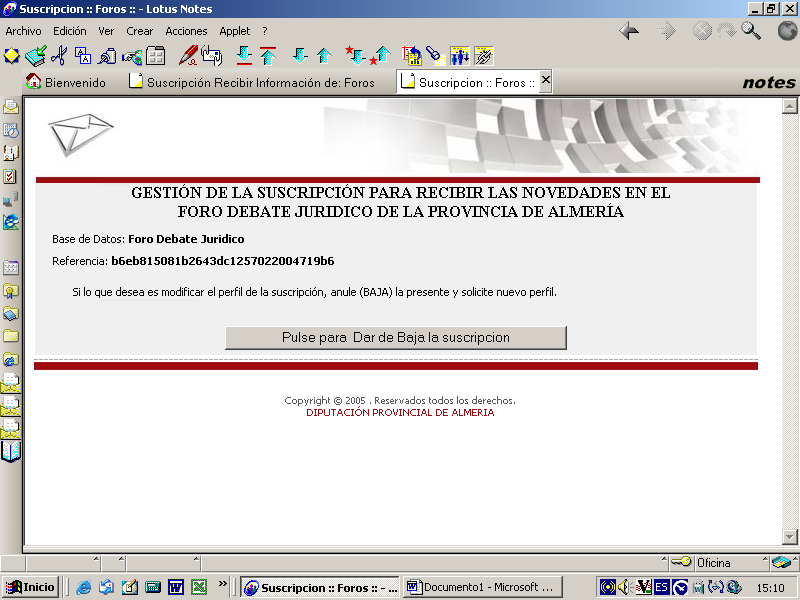 Suscripcion :: Foros :: - Lotus Notes
Archivo Edición Ver Crear Acciones Applet ?
Bienvenido Suscripción Recibir Información de: Foros Suscripcion :: Foros :: notes
GESTIÓN DE LA SUSCRIPCIÓN PARA RECIBIR LAS NOVEDADES EN EL
FORO DEBATE JURIDICO DE LA PROVINCIA DE ALMERÍA
Base de Datos: Foro Debate Juridico
Referencia: b6eb815081b2643dc1257022004719b6
Si lo que desea es modificar el perfil de la suscripción, anule (BAJA) la presente y solicite nuevo perfil.
Pulse para Dar de Baja la suscripcion
Copyright © 2005 . Reservados todos los derechos.
DIPUTACIÓN PROVINCIAL DE ALMERIA
Oficina
Inicio » Suscripcion :: Foros :: - ... Documento1 - Microsoft ... ES 15:10